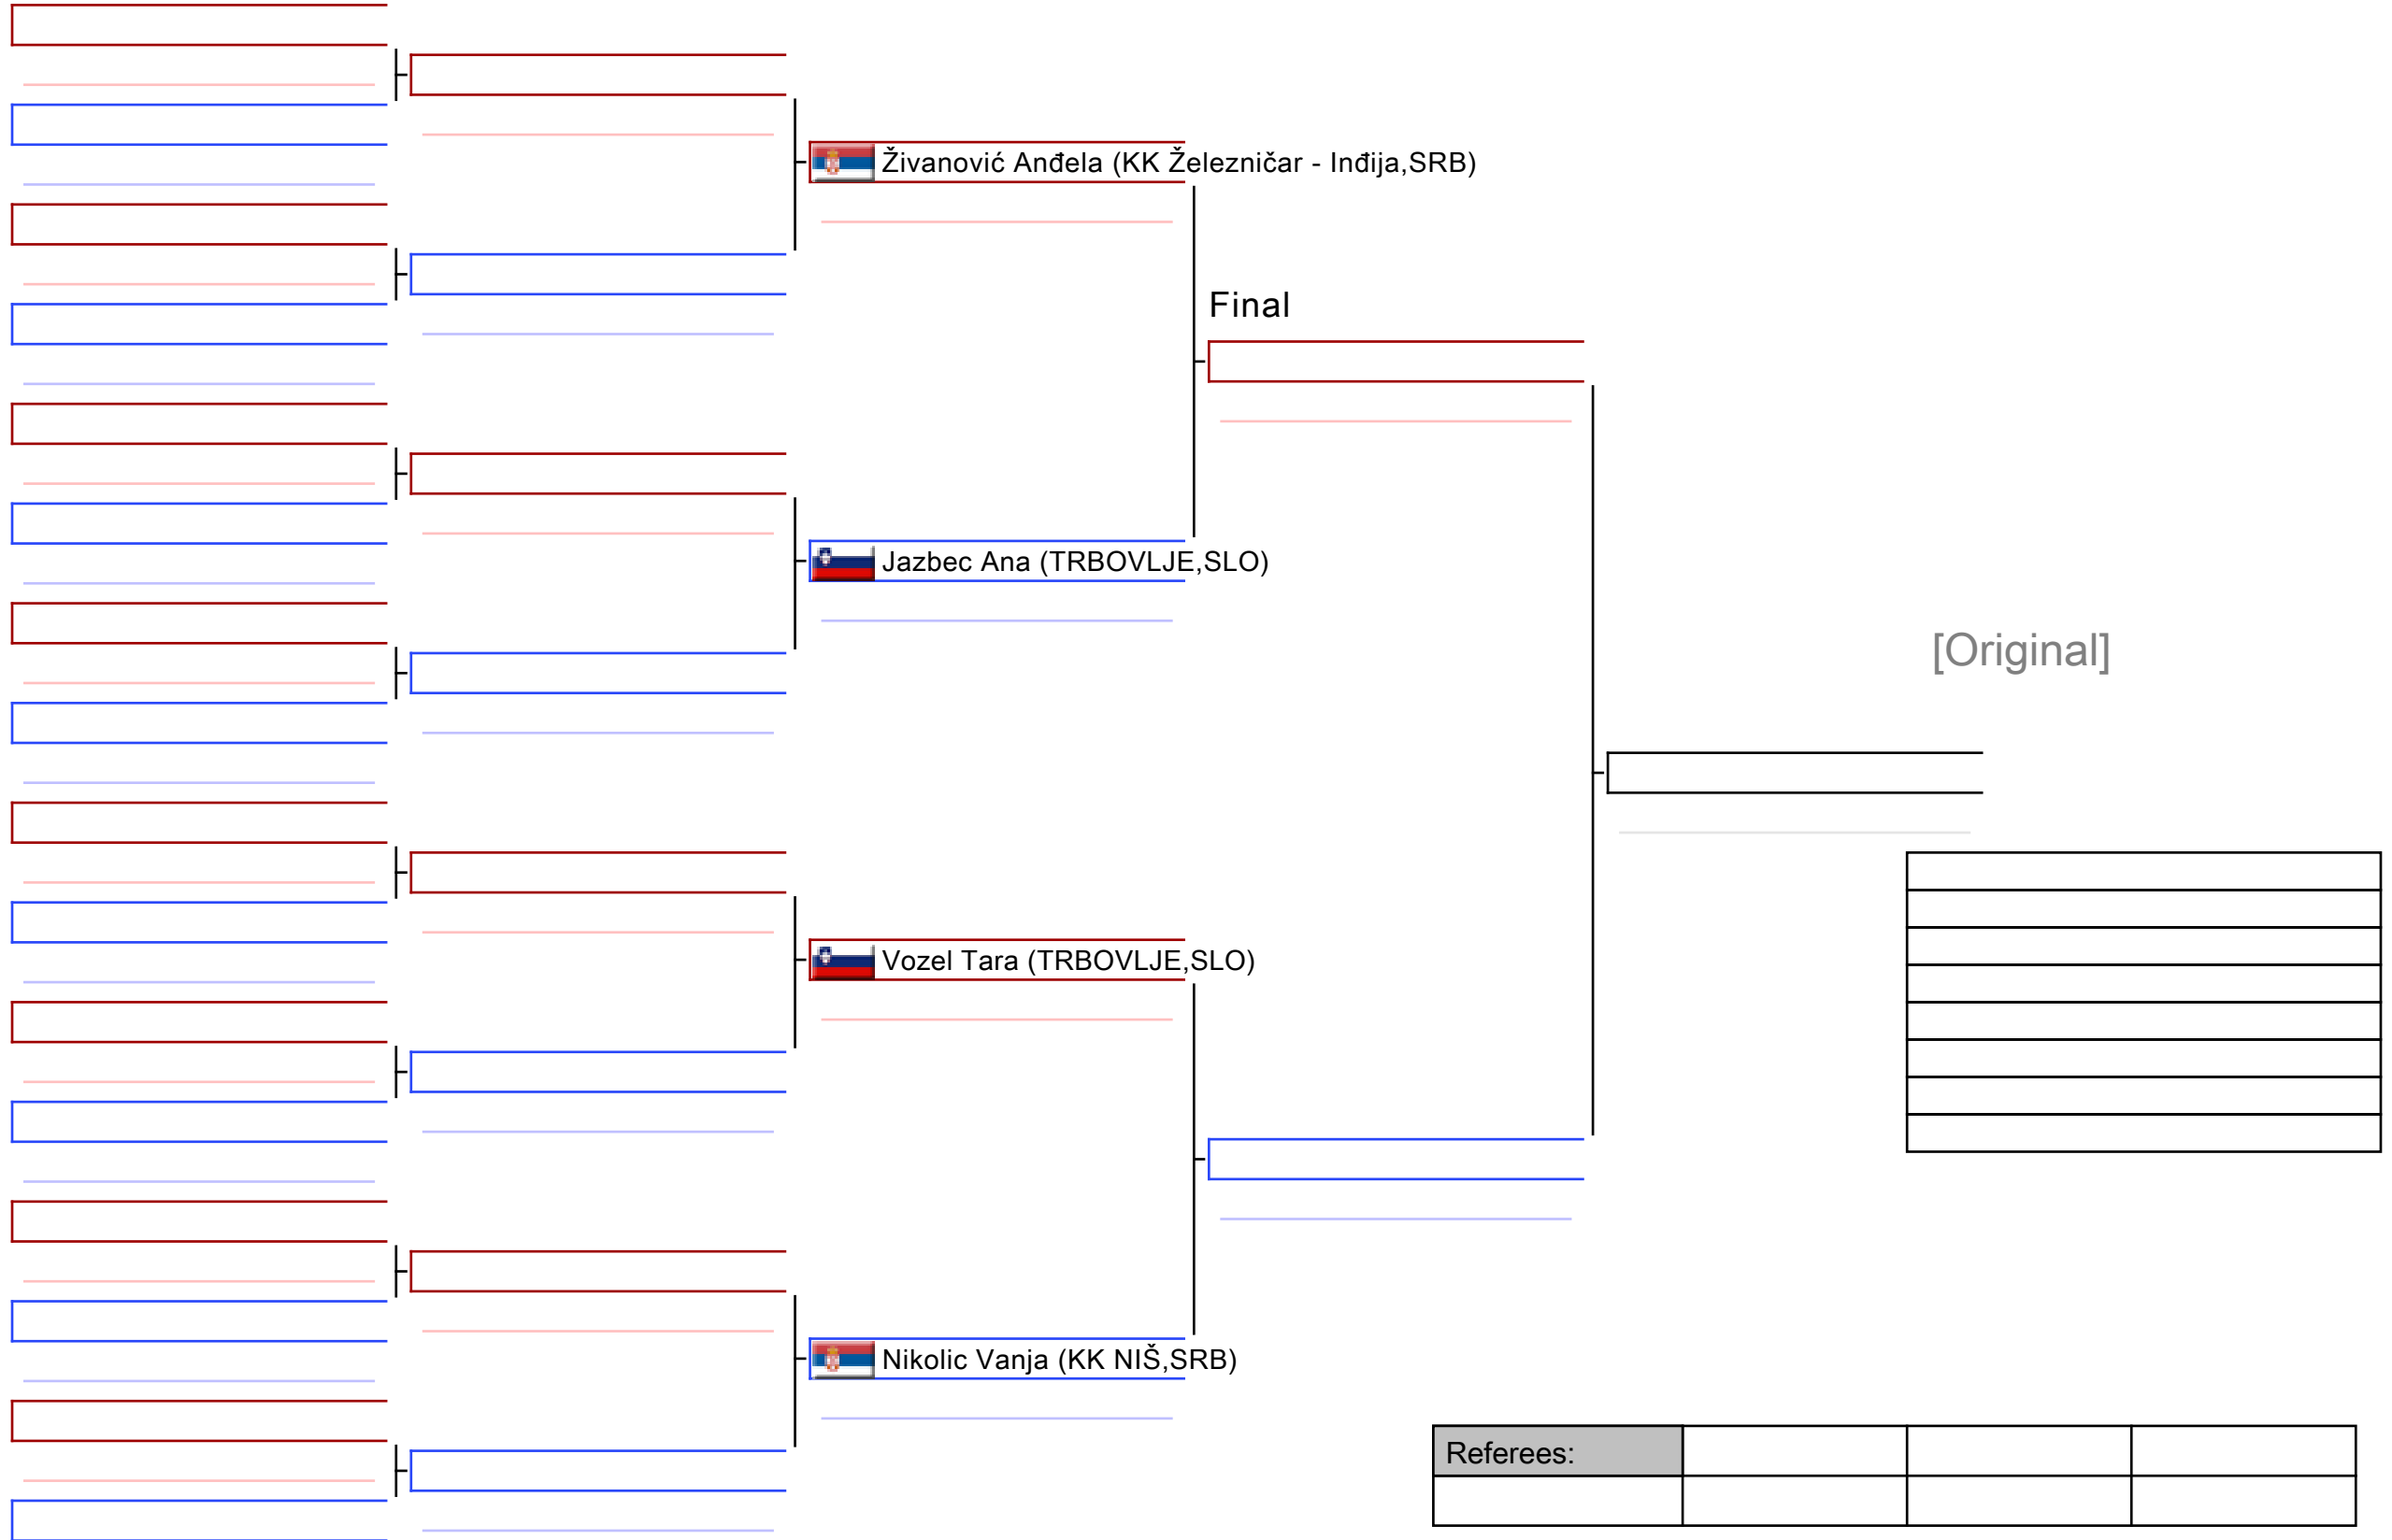 Živanović Anđela (KK Železničar - Inđija,SRB)
Final
Jazbec Ana (TRBOVLJE,SLO)
[Original]
Vozel Tara (TRBOVLJE,SLO)
Nikolic Vanja (KK NIŠ,SRB)
Referees: